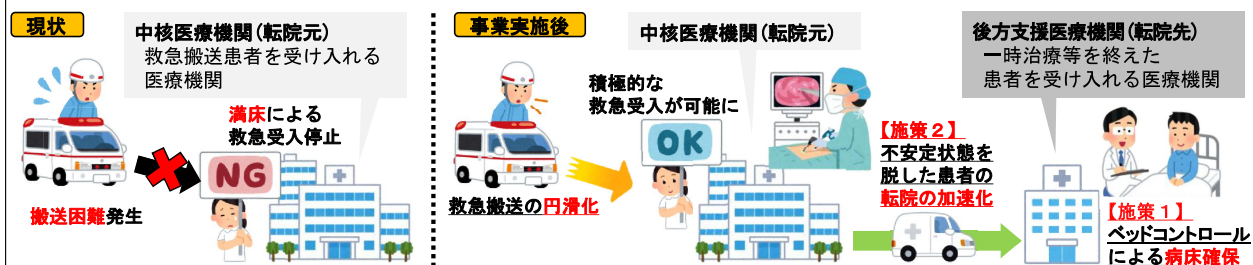 現状
中核医療機関(転院元)
救急搬送患者を受け入れる
医療機関
満床による
救急受入停止
NG
搬送困難発生
事業実施後
中核医療機関(転院元)
積極的な
救急受入が可能に
OK
救急搬送の円滑化
【施策2】
不安定状態を
脱した患者の
転院の加速化
後方支援医療機関(転院先)
一時治療等を終えた
患者を受け入れる医療機関
【施策1】
ベッドコントロール
による病床確保